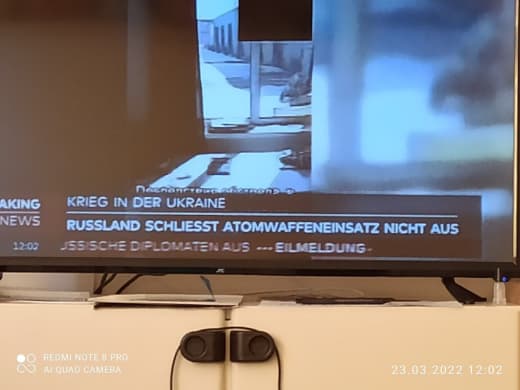 AKING
NEWS
KRIEG IN DER UKRAINE
RUSSLAND SCHLIESST ATOMWAFFENEINSATZ NICHT AUS
12:02
JSSISCHE DIPLOMATEN AUS --- EILMELDUNG-
JVC
REDMI NOTE 8 PRO
AI QUAD CAMERA
23.03.2022 12:02